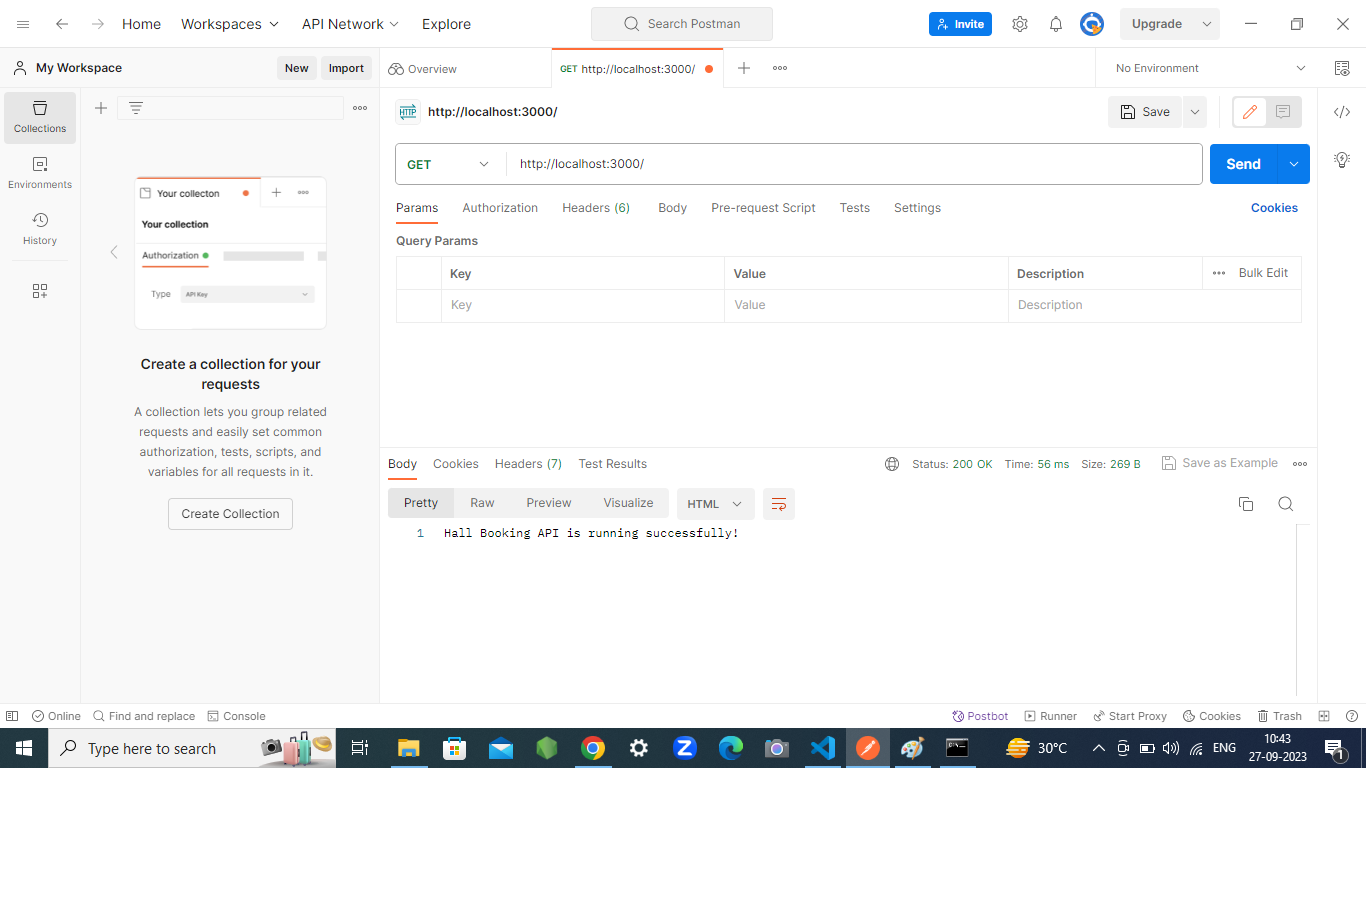 Home Workspaces API Network Explore Search Postman Invite Upgrade
My Workspace New Import Overview GET http://localhost:3000/ No Environment
Collections
Environments
History
Your collecton
Your collection
Authorization
Type API Key
Create a collection for your
requests
A collection lets you group related
requests and easily set common
authorization, tests, scripts, and
variables for all requests in it.
Create Collection
HTTP http://localhost:3000/ Save
GET http://localhost:3000/ Send
Params Authorization Headers (6) Body Pre-request Script Tests Settings Cookies
Query Params
Key Value Description Bulk Edit
Key Value Description
Body Cookies Headers (7) Test Results Status: 200 OK Time: 56 ms Size: 269 B Save as Example
Pretty Raw Preview Visualize HTML
1 Hall Booking API is running successfully!
Online Find and replace Console Postbot Runner Start Proxy Cookies Trash
Type here to search 30°C ENG 10:43
27-09-2023 1